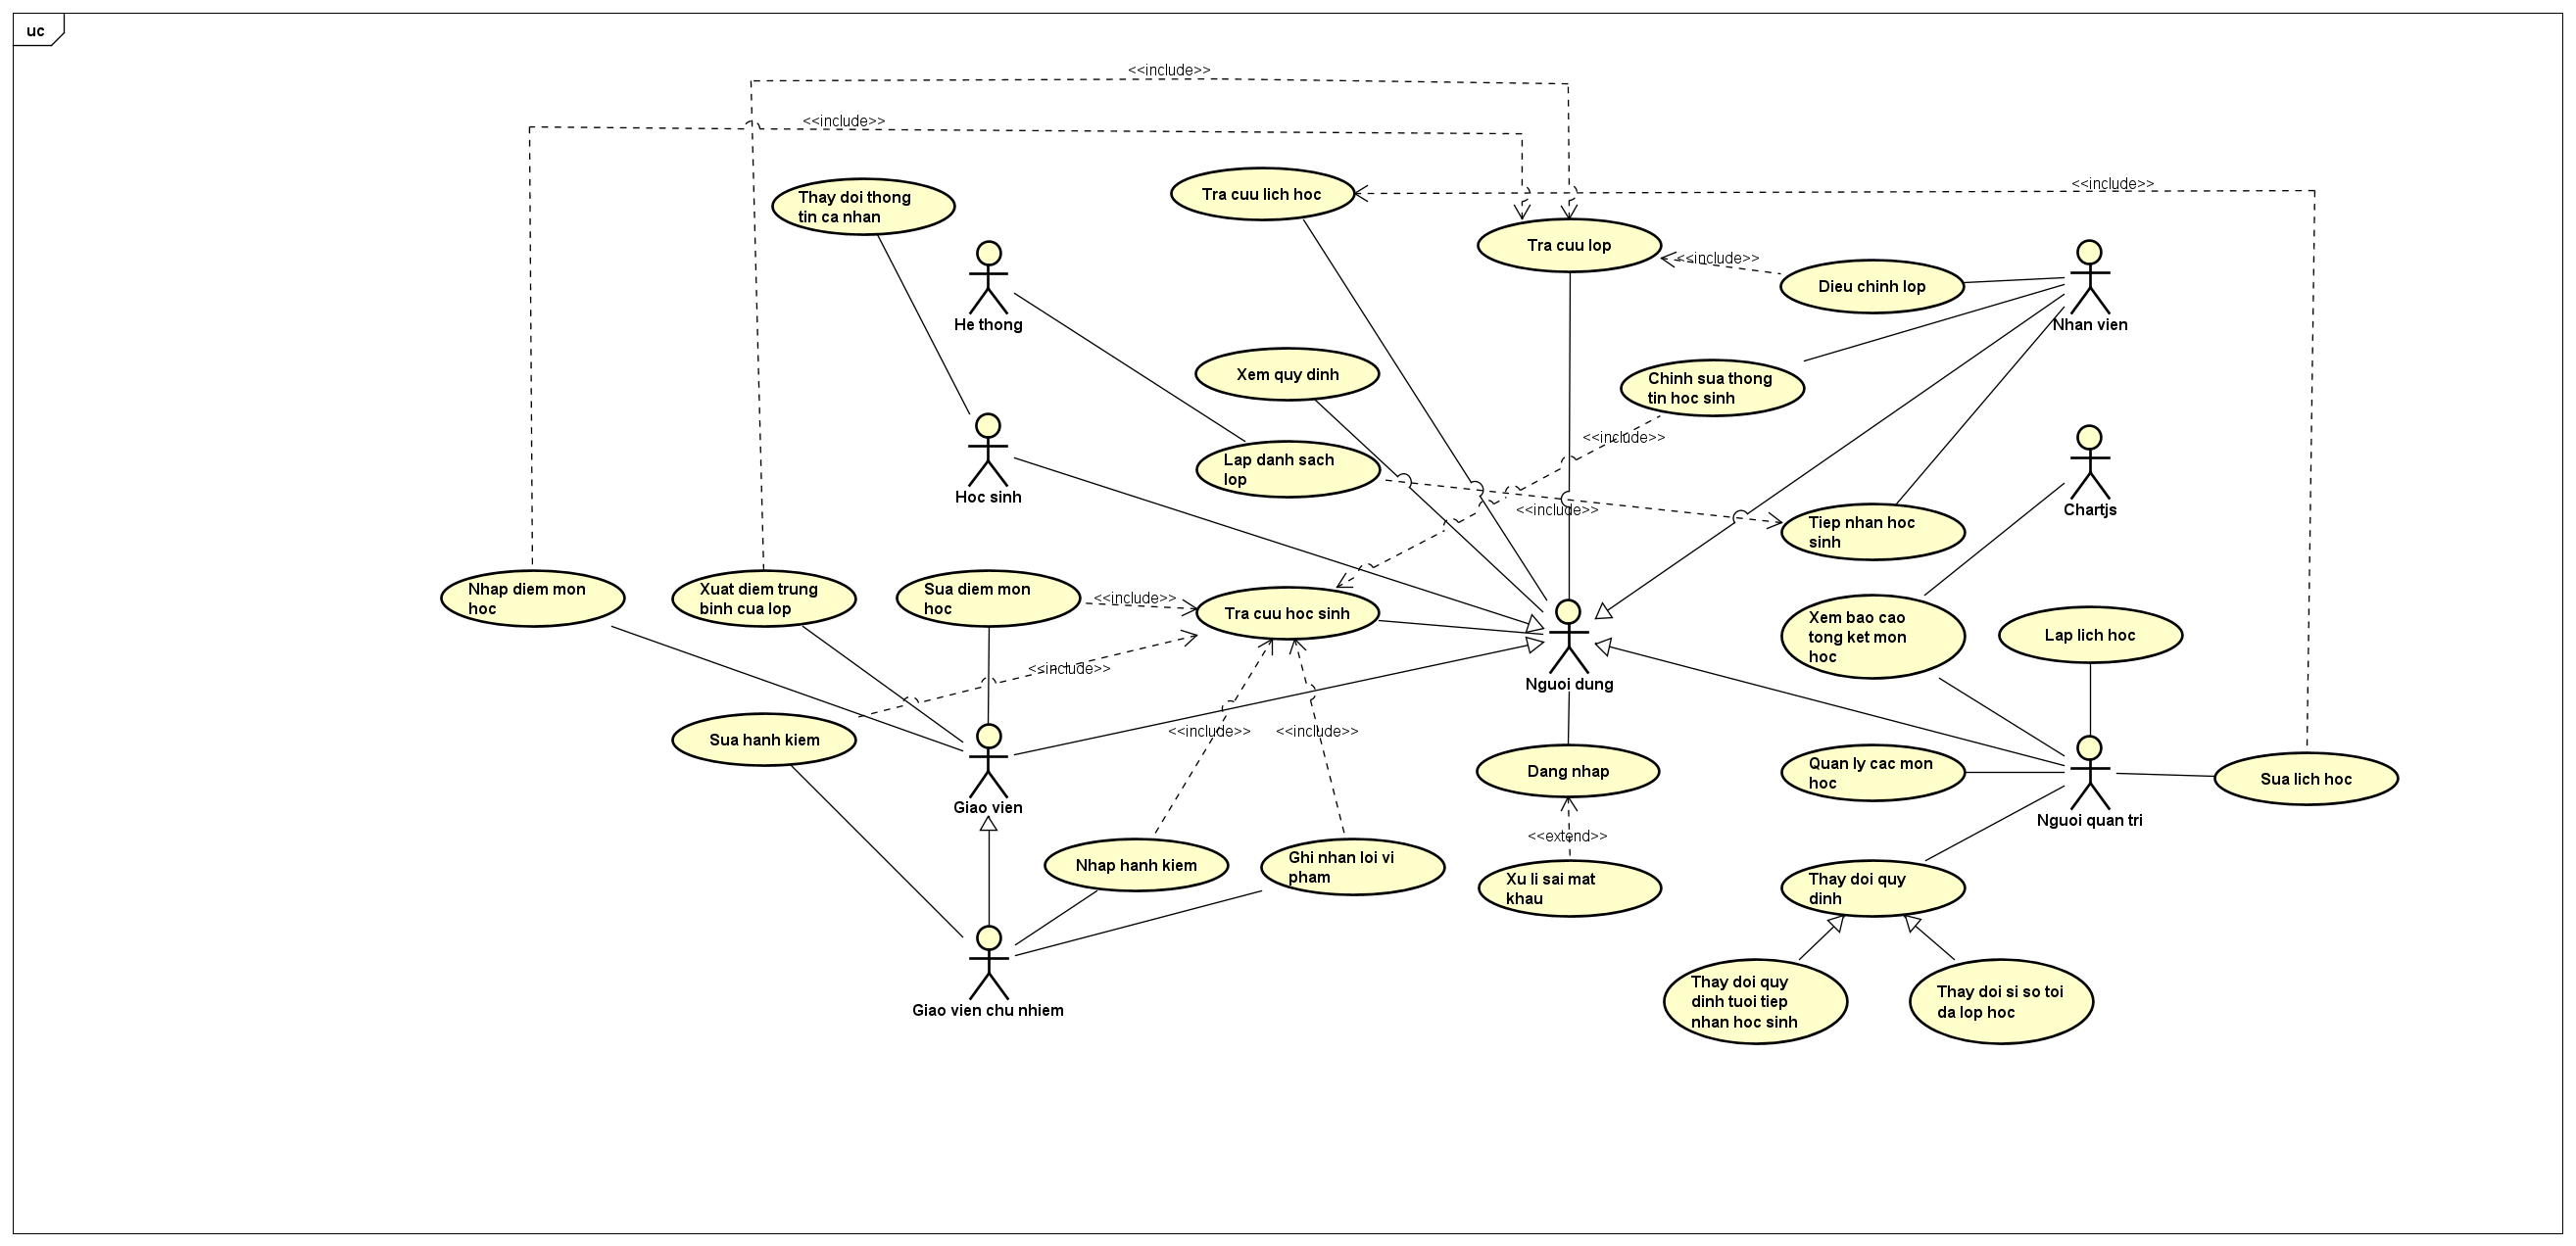 uc
<<include>>
<<include>>
<<include>>
Thay doi thong
tin ca nhan
Tra cuu lich hoc
Tra cuu lop
<<include>>
Dieu chinh lop
He thong
Nhan vien
Xem quy dinh
Chinh sua thong
tin hoc sinh
<<include>>
Lap danh sach
lop
Hoc sinh
<<include>>
Chartjs
Tiep nhan hoc
sinh
Nhap diem mon
hoc
Xuat diem trung
binh cua lop
Sua diem mon
hoc
<<include>>
Tra cuu hoc sinh
Xem bao cao
tong ket mon
hoc
Lap lich hoc
<<include>>
Nguoi dung
Sua hanh kiem
<<include>>
<<include>>
Dang nhap
Quan ly cac mon
hoc
Sua lich hoc
Giao vien
Nguoi quan tri
<<extend>>
Nhap hanh kiem
Ghi nhan loi vi
pham
Xu li sai mat
khau
Thay doi quy
dinh
Giao vien chu nhiem
Thay doi quy
dinh tuoi tiep
nhan hoc sinh
Thay doi si so toi
da lop hoc